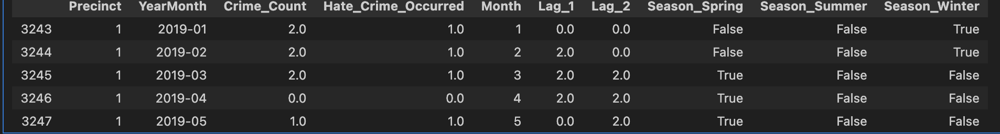 Precinct YearMonth Crime_Count Hate_Crime_Occurred Month Lag_1 Lag_2 Season_Spring Season_Summer Season_Winter
3243 1 2019-01 2.0 1.0 1 0.0 0.0 False False True
3244 1 2019-02 2.0 1.0 2 2.0 0.0 False False True
3245 1 2019-03 2.0 1.0 3 2.0 2.0 True False False
3246 1 2019-04 0.0 0.0 4 2.0 2.0 True False False
3247 1 2019-05 1.0 1.0 5 0.0 2.0 True False False